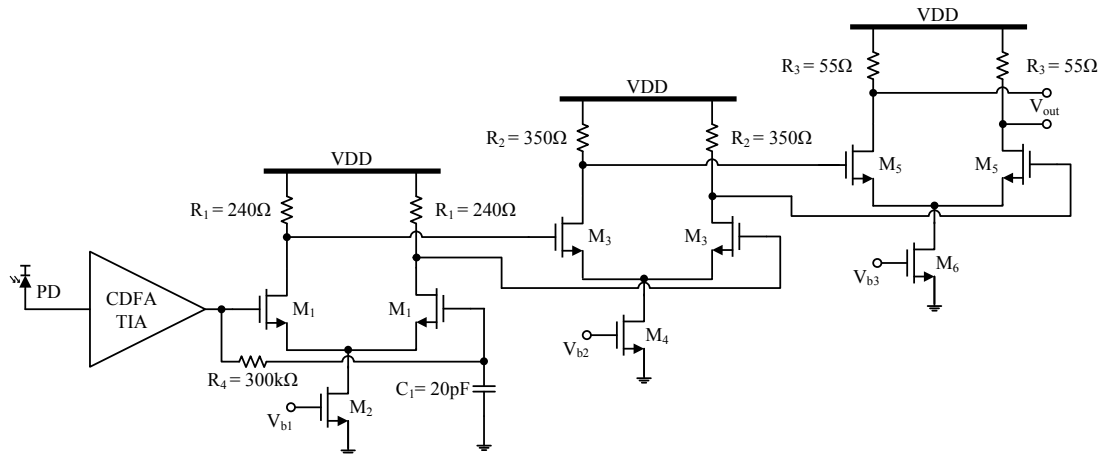 VDD
R3 = 55Ω
R3 = 55Ω
Vout
M5
M5
M6
Vb3
VDD
R2 = 350Ω
R2 = 350Ω
M3
M3
M4
Vb2
VDD
R1 = 240Ω
R1 = 240Ω
PD
CDFA
TIA
M1
M1
R4 = 300kΩ
C1 = 20pF
M2
Vb1